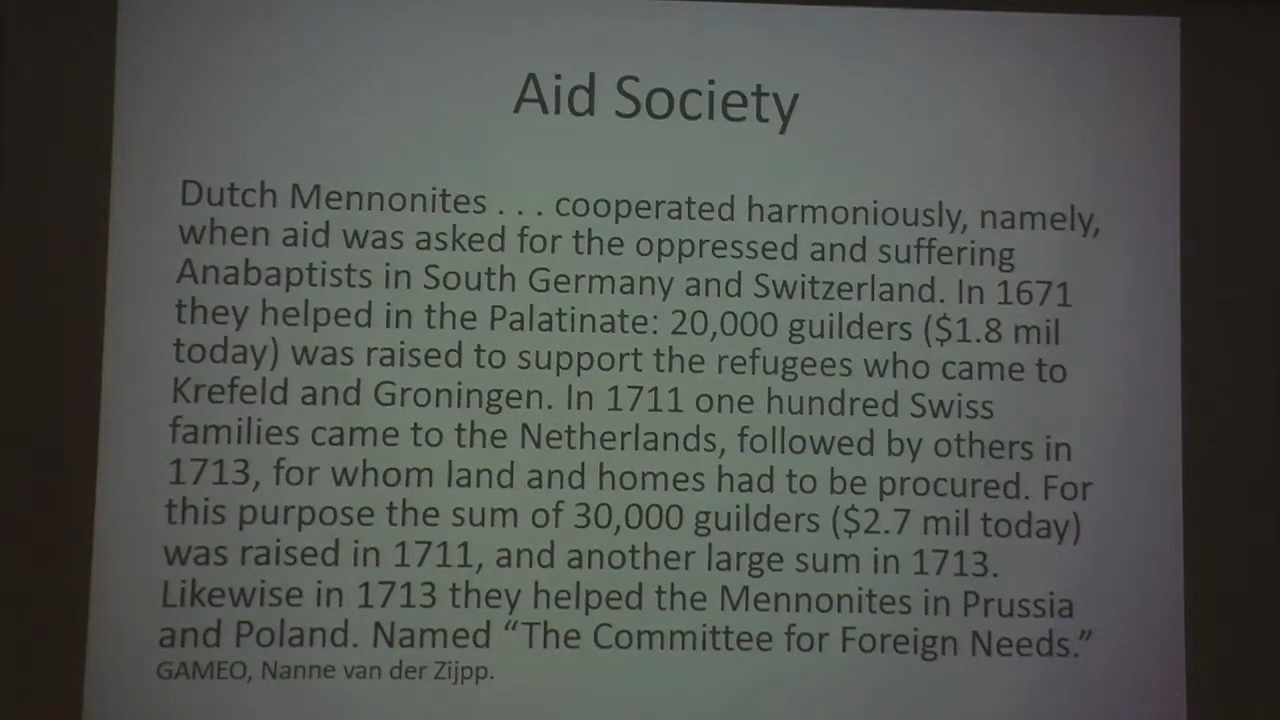 Aid Society
Dutch Mennonites . . . cooperated harmoniously, namely,
when aid was asked for the oppressed and suffering
Anabaptists in South Germany and Switzerland. In 1671
they helped in the Palatinate: 20,000 guilders ($1.8 mil
today) was raised to support the refugees who came to
Krefeld and Groningen. In 1711 one hundred Swiss
families came to the Netherlands, followed by others in
1713, for whom land and homes had to be procured. For
this purpose the sum of 30,000 guilders ($2.7 mil today)
was raised in 1711, and another large sum in 1713.
Likewise in 1713 they helped the Mennonites in Prussia
and Poland. Named “The Committee for Foreign Needs.”
GAMEO, Nanne van der Zijpp.